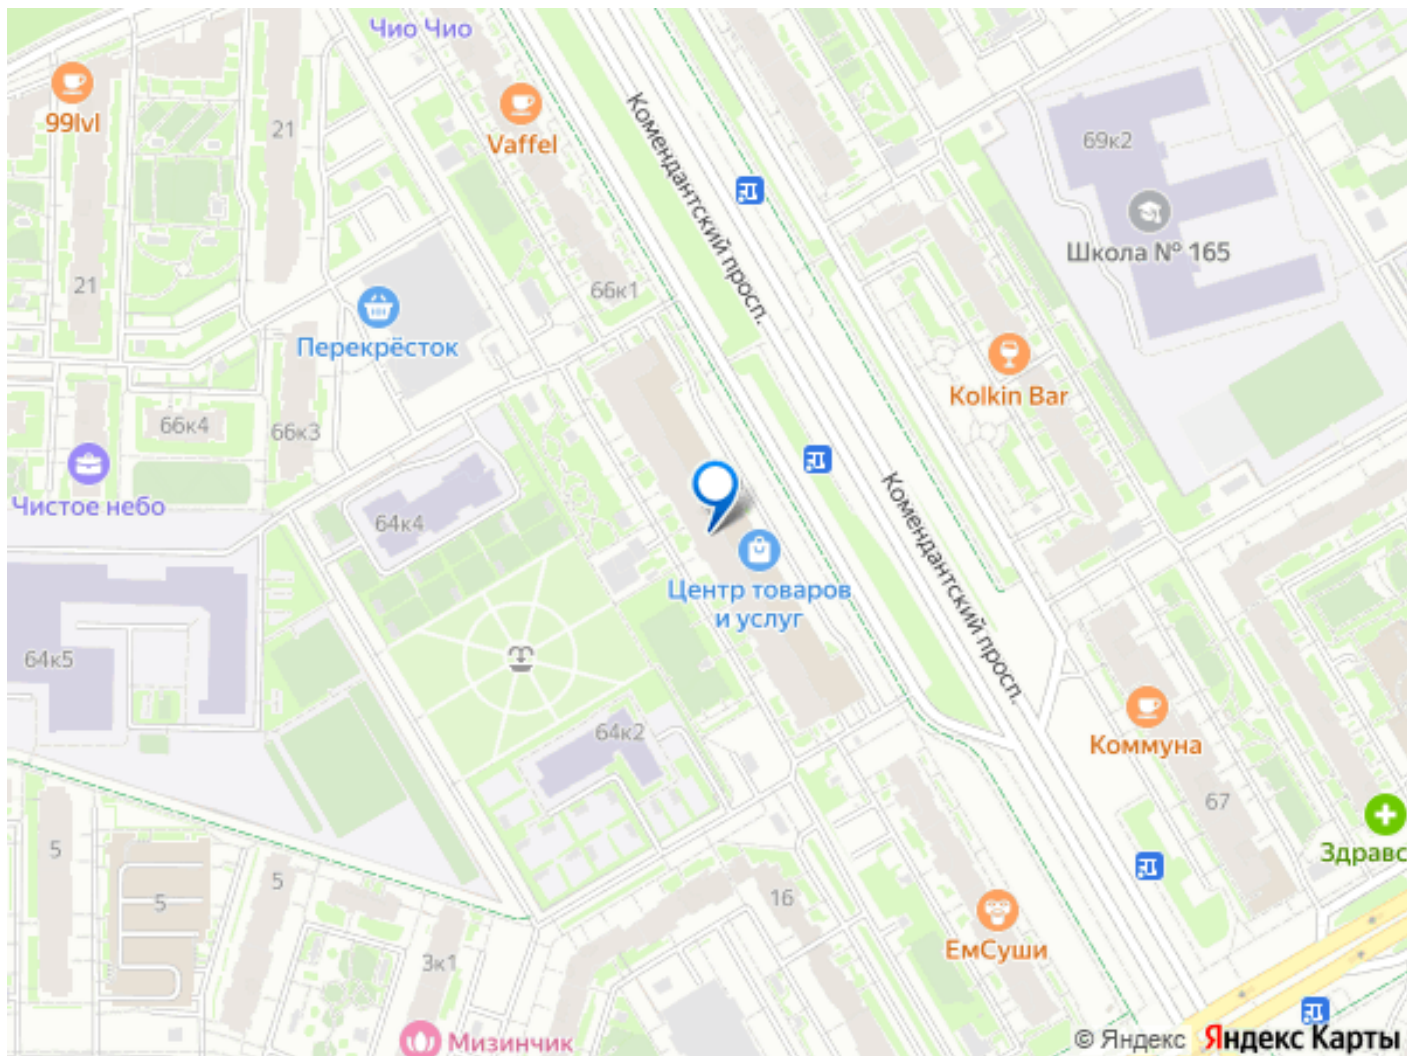 Чио Чио
99lvl
21
Vaffel
Комендантский просп.
69к2
Школа № 165
21
66к1
Перекрёсток
Kolkin Bar
66к4
66к3
Чистое небо
64к4
Комендантский просп.
Центр товаров
и услуг
64к5
64к2
Коммуна
67
5
5
5
16
Здравс
3к1
ЕмСуши
Мизинчик
© Яндекс Яндекс Карты